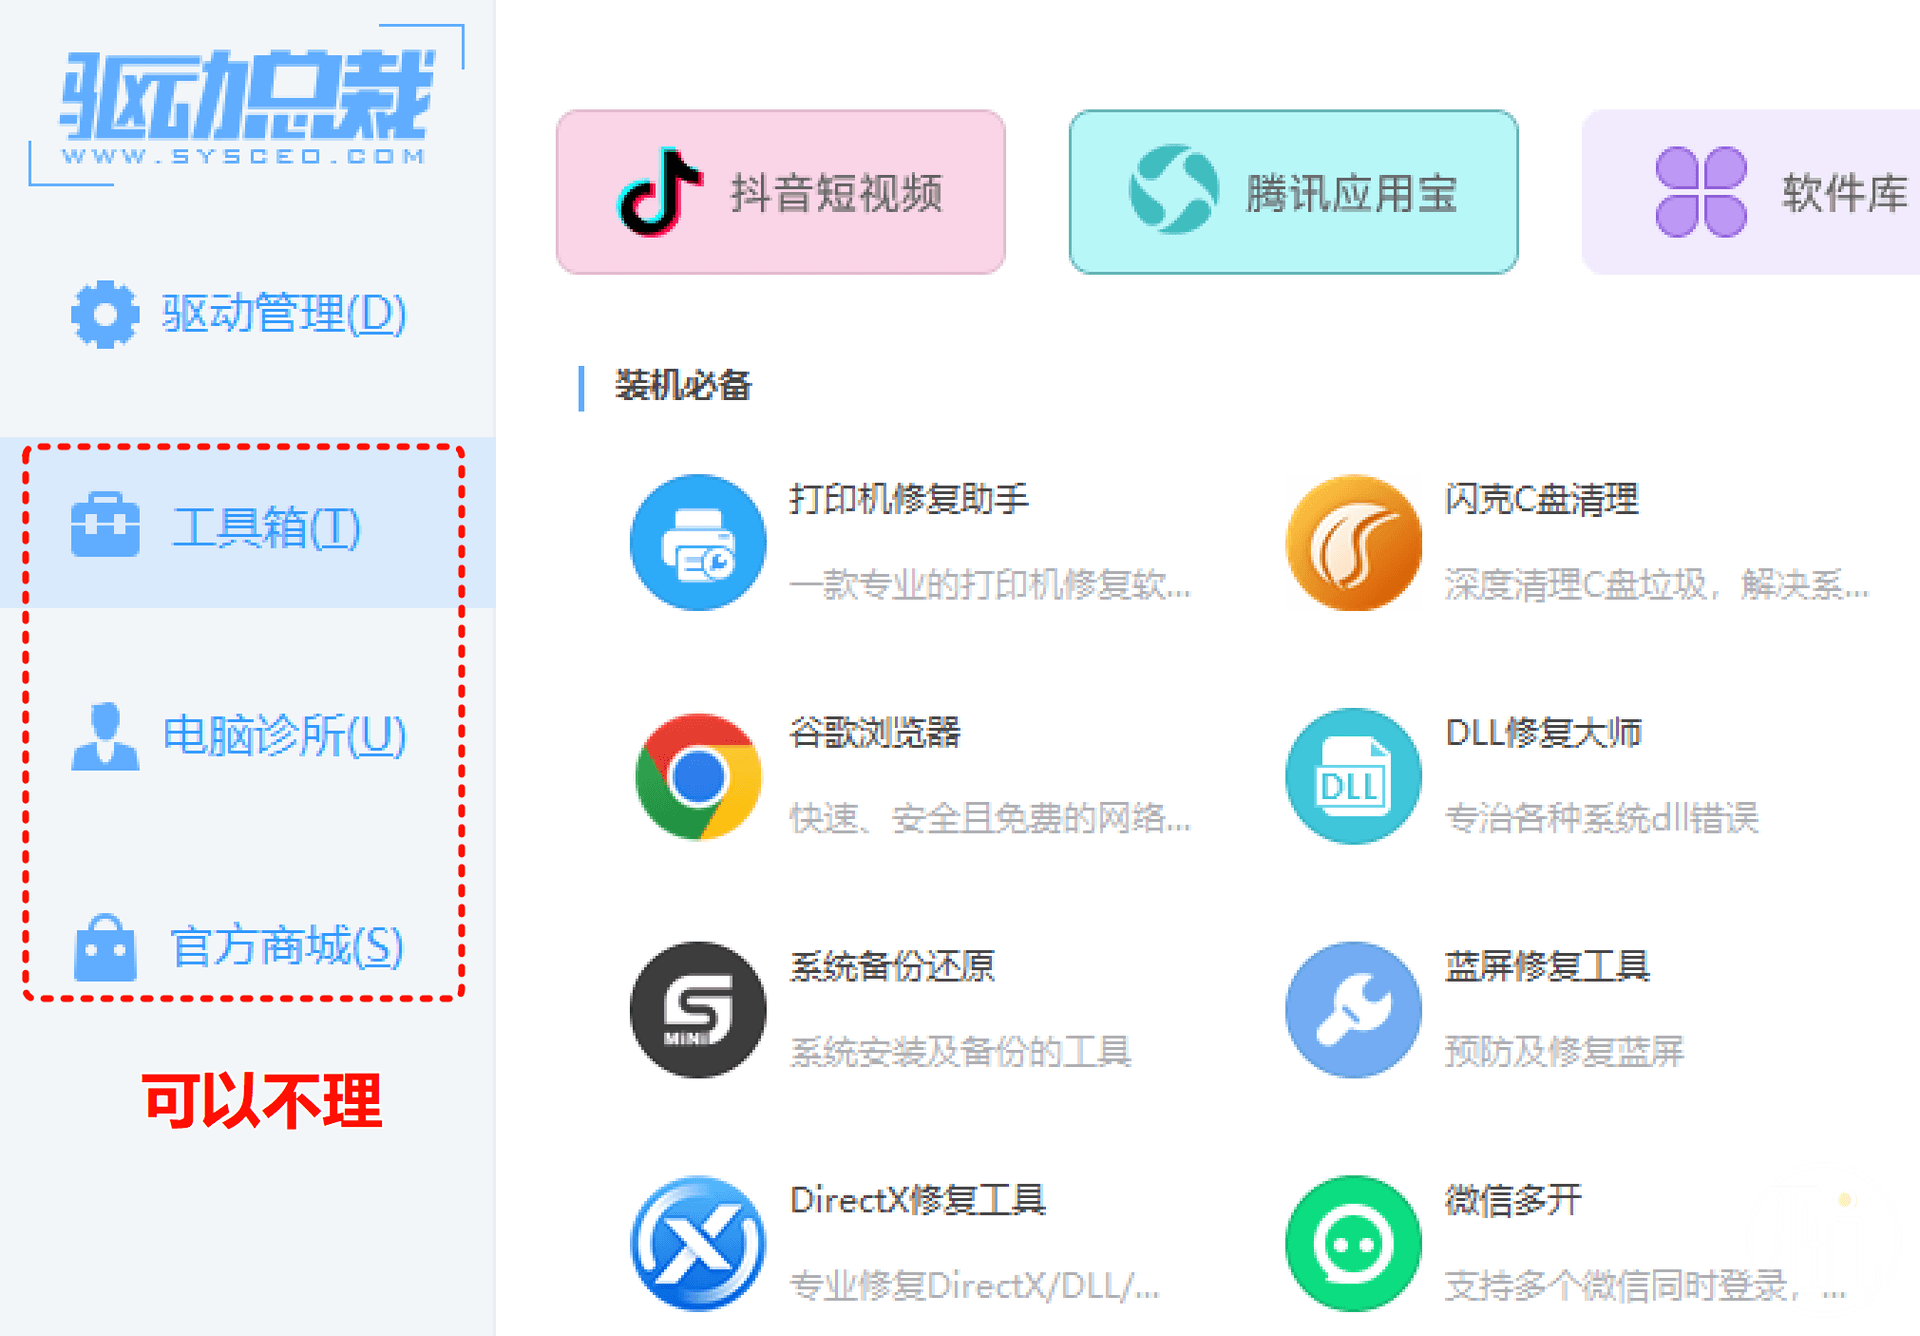 驱动总裁
WWW.SYSCEO.COM
驱动管理(D)
工具箱(T)
电脑诊所(U)
官方商城(S)
可以不理
抖音短视频
腾讯应用宝
软件库
装机必备
打印机修复助手
一款专业的打印机修复软...
闪克C盘清理
深度清理C盘垃圾，解决系...
谷歌浏览器
快速、安全且免费的网络...
DLL
DLL修复大师
专治各种系统dll错误
MINI
系统备份还原
系统安装及备份的工具
蓝屏修复工具
预防及修复蓝屏
DirectX修复工具
专业修复DirectX/DLL/...
微信多开
支持多个微信同时登录，...